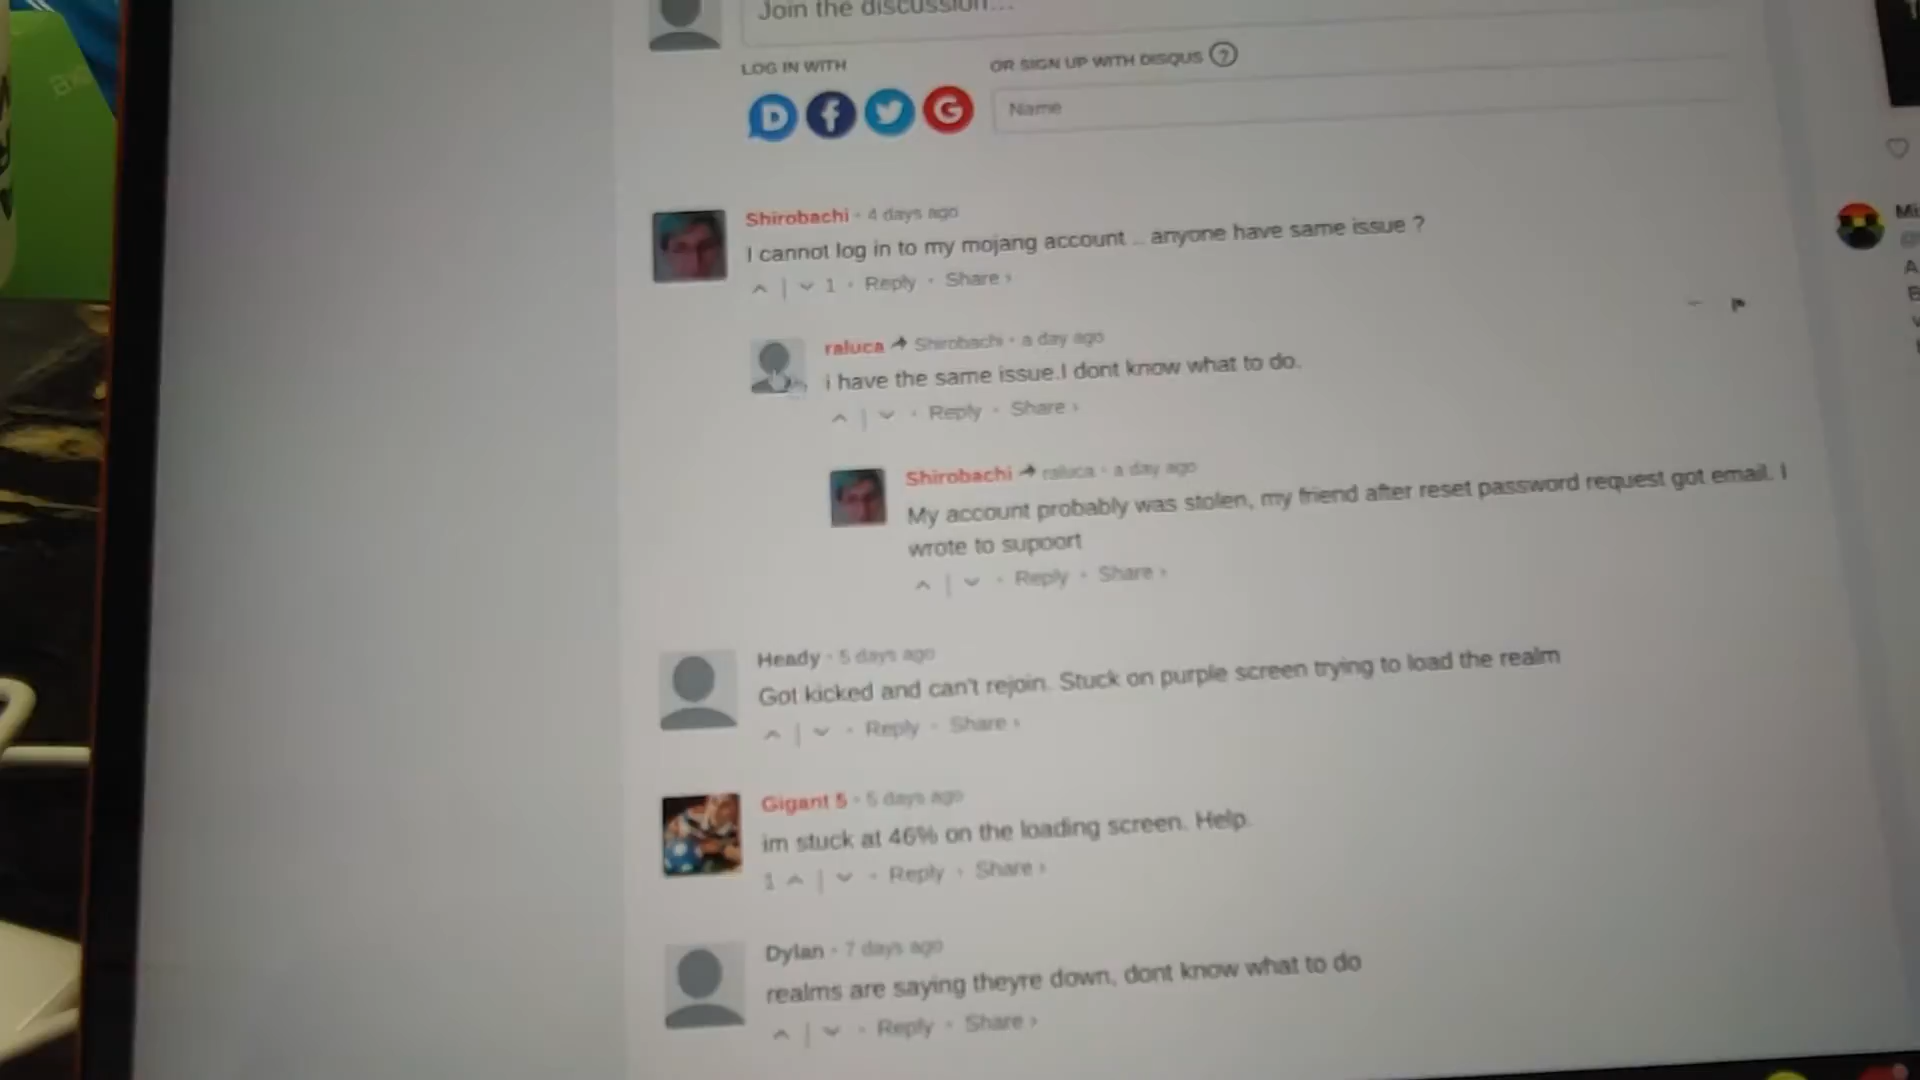 Join the discussion...
LOG IN WITH
OR SIGN UP WITH DISQUS ?
Name
Shirobachi • 4 days ago
I cannot log in to my mojang account .. anyone have same issue ?
1 • Reply • Share ›
raluca Shirobachi • a day ago
i have the same issue.I dont know what to do.
• Reply • Share ›
Shirobachi raluca • a day ago
My account probably was stolen, my friend after reset password request got email. I
wrote to supoort
• Reply • Share ›
Heady • 5 days ago
Got kicked and can't rejoin. Stuck on purple screen trying to load the realm
• Reply • Share ›
Gigant 5 • 5 days ago
im stuck at 46% on the loading screen. Help.
1 • Reply • Share ›
Dylan • 7 days ago
realms are saying theyre down, dont know what to do
• Reply • Share ›